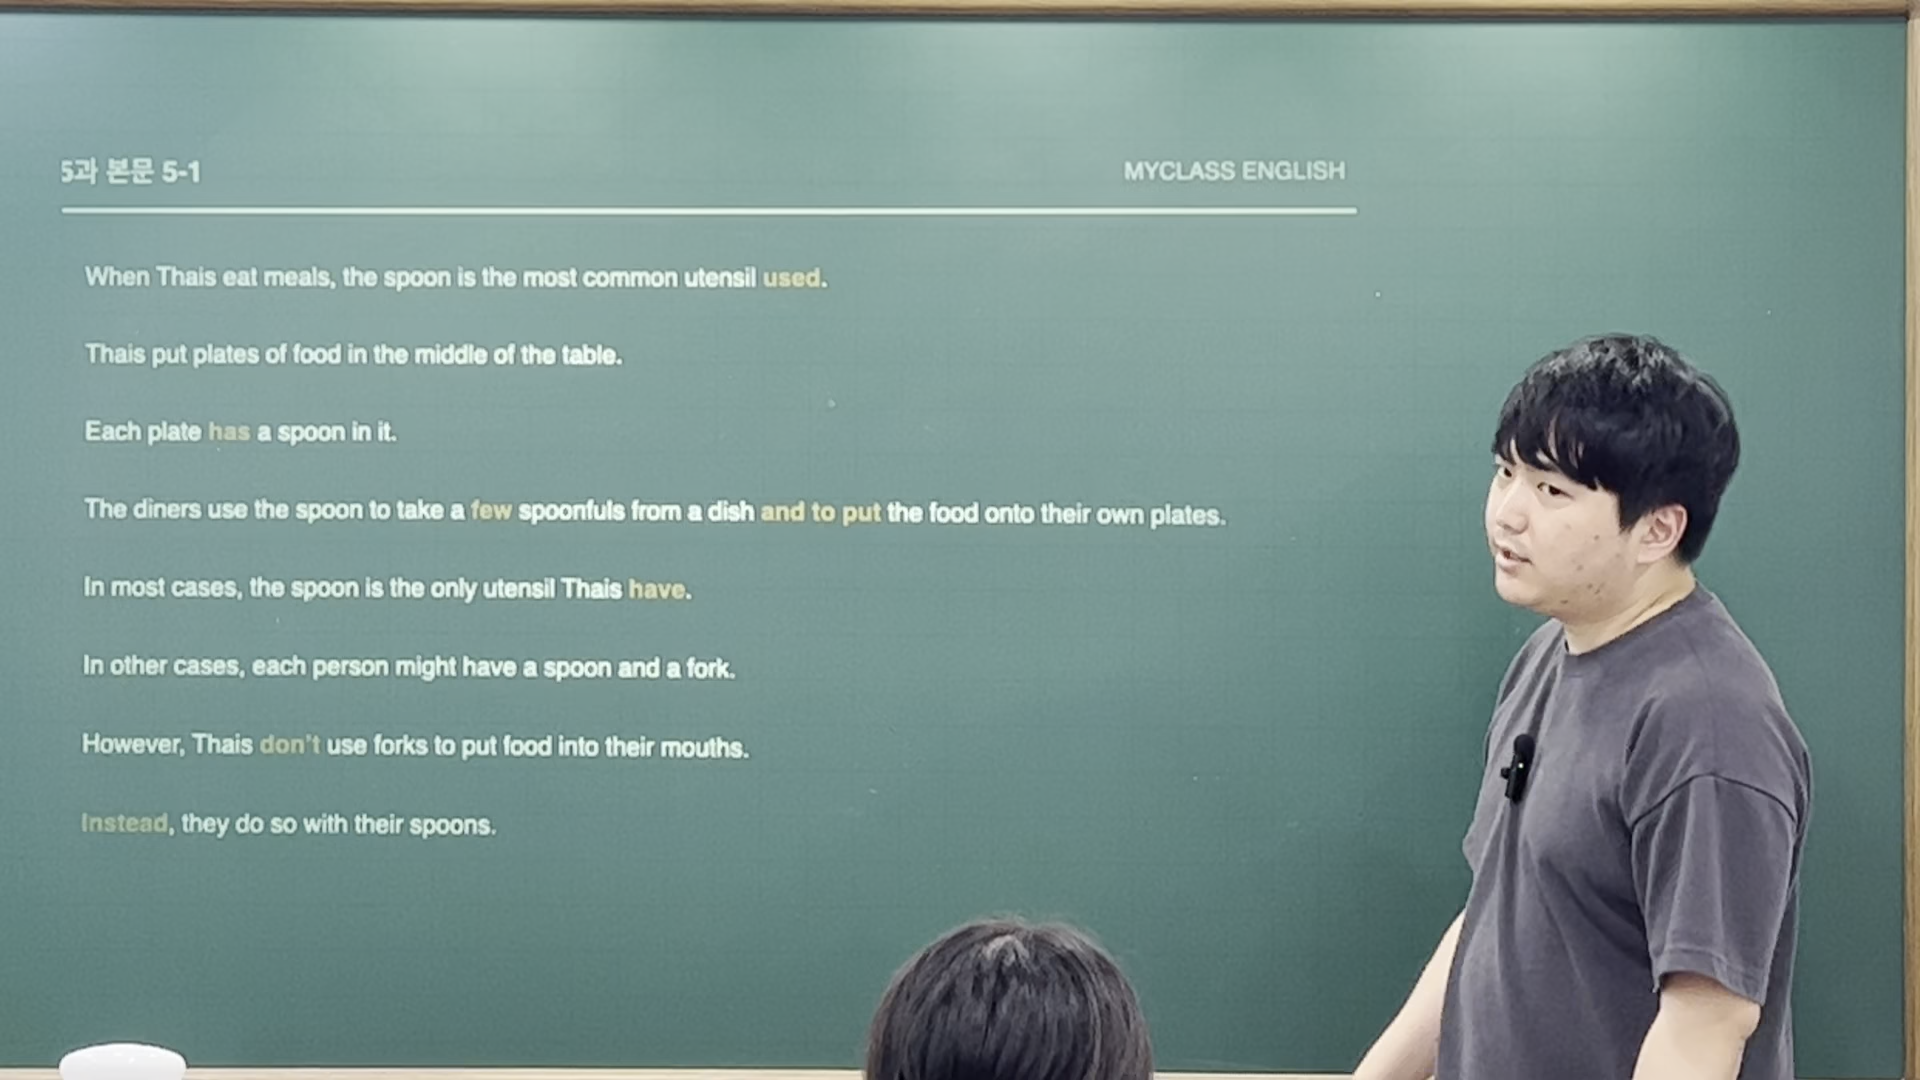 5과 본문 5-1
MYCLASS ENGLISH
When Thais eat meals, the spoon is the most common utensil used.
Thais put plates of food in the middle of the table.
Each plate has a spoon in it.
The diners use the spoon to take a few spoonfuls from a dish and to put the food onto their own plates.
In most cases, the spoon is the only utensil Thais have.
In other cases, each person might have a spoon and a fork.
However, Thais don't use forks to put food into their mouths.
Instead, they do so with their spoons.